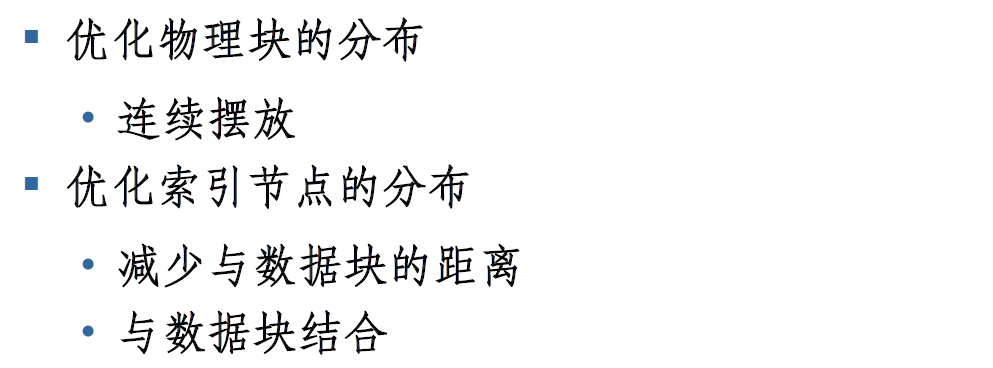 ▪ 优化物理块的分布
• 连续摆放
▪ 优化索引节点的分布
• 减少与数据块的距离
• 与数据块结合